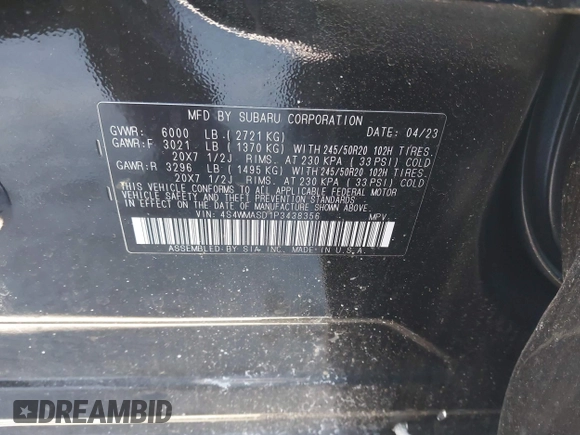 MFD BY SUBARU CORPORATION
GVWR: 6000 LB (2721 KG) DATE: 04/23
GAWR:F 3021 LB (1370 KG) WITH 245/50R20 102H TIRES,
20X7 1/2J RIMS, AT 230 KPA (33 PSI) COLD
GAWR:R 3296 LB (1495 KG) WITH 245/50R20 102H TIRES,
20X7 1/2J RIMS, AT 230 KPA (33 PSI) COLD
THIS VEHICLE CONFORMS TO ALL APPLICABLE FEDERAL MOTOR
VEHICLE SAFETY AND THEFT PREVENTION STANDARDS
IN EFFECT ON THE DATE OF MANUFACTURE SHOWN ABOVE.
VIN: 4S4WMASD1P3438356 MPV
ASSEMBLED BY SIA INC. MADE IN U.S.A.
DREAMBID